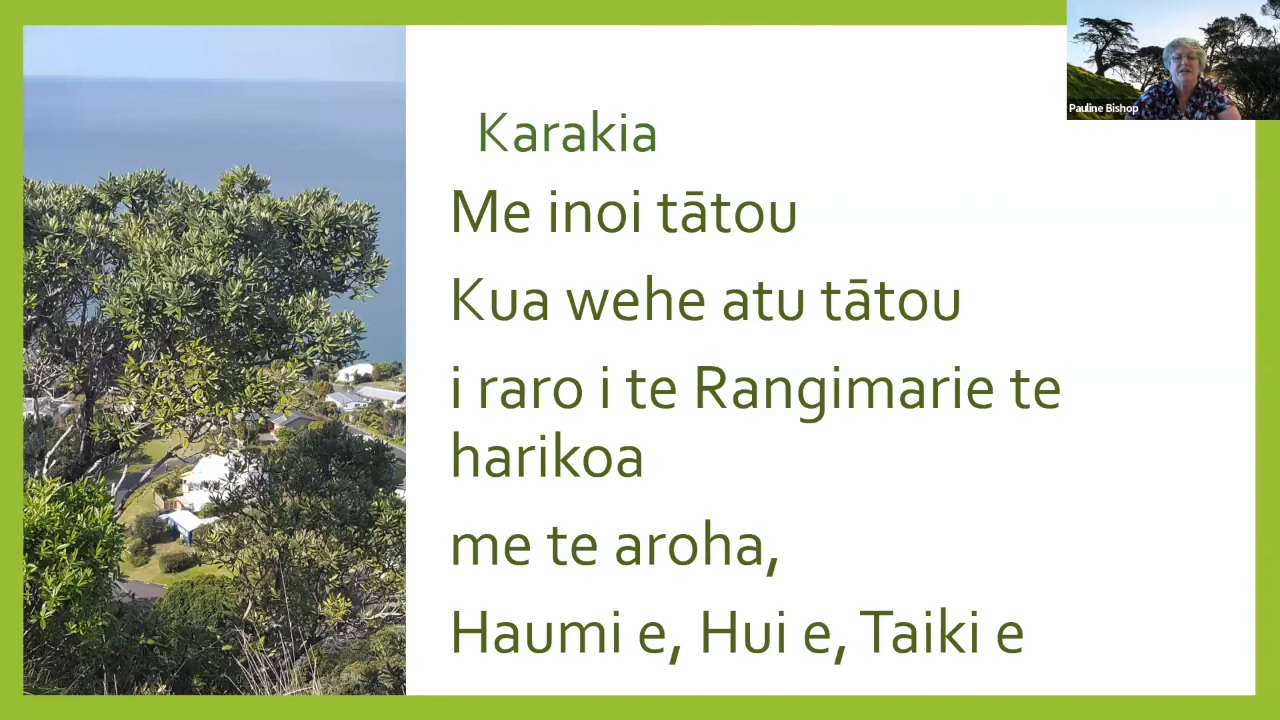 Karakia
Me inoi tātou
Kua wehe atu tātou
i raro i te Rangimarie te
harikoa
me te aroha,
Haumi e, Hui e, Taiki e
Pauline Bishop